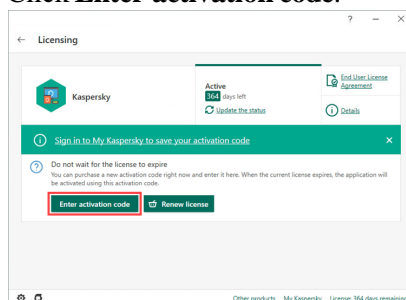 Click Enter activation code.
? — ×
← Licensing
Kaspersky
Active
364 days left
Update the status
End User License
Agreement
Details
Sign in to My Kaspersky to save your activation code ×
Do not wait for the license to expire
You can purchase a new activation code right now and enter it here. When the current license expires, the application will
be activated using this activation code.
Enter activation code Renew license
Other products My Kaspersky License: 364 days remaining